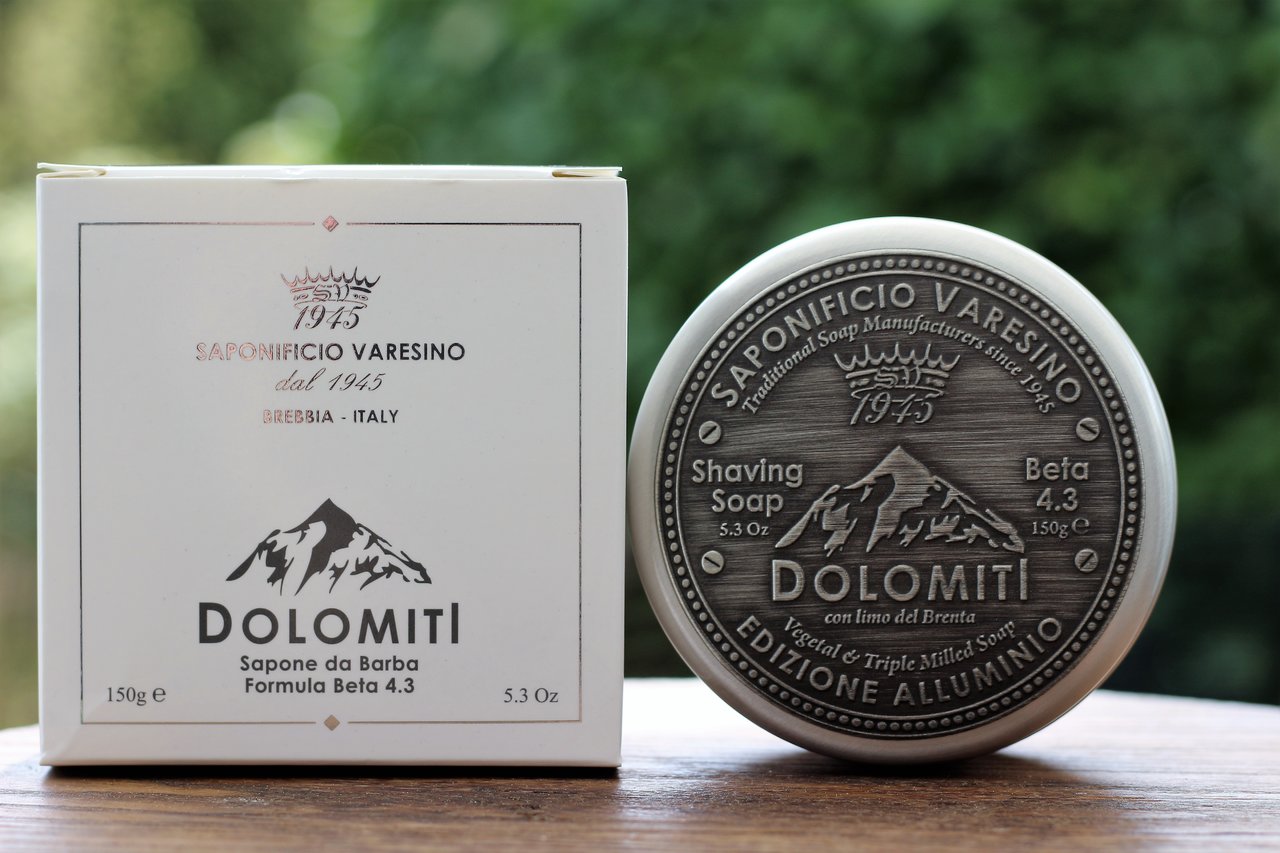 SV
1945
SAPONIFICIO VARESINO
dal 1945
BREBBIA - ITALY
DOLOMITI
Sapone da Barba
Formula Beta 4.3
150g ℮
5.3 Oz
SAPONIFICIO VARESINO
Traditional Soap Manufacturers since 1945
SV
1945
Shaving
Soap
5.3 Oz
Beta
4.3
150g ℮
DOLOMITI
con limo del Brenta
Vegetal & Triple Milled Soap
EDIZIONE ALLUMINIO